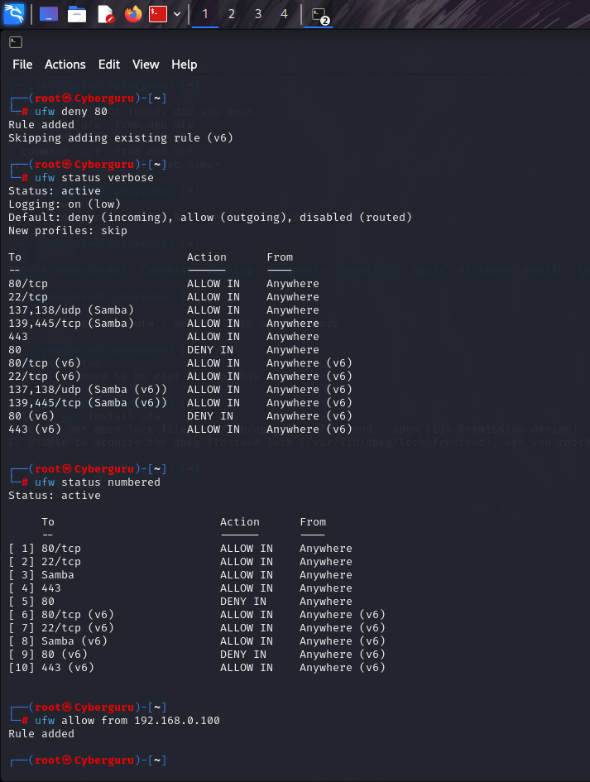 1 2 3 4 2
File Actions Edit View Help
┌──(root㉿Cyberguru)-[~]
└─# ufw deny 80
Rule added
Skipping adding existing rule (v6)
┌──(root㉿Cyberguru)-[~]
└─# ufw status verbose
Status: active
Logging: on (low)
Default: deny (incoming), allow (outgoing), disabled (routed)
New profiles: skip
To Action From
-- ------ ----
80/tcp ALLOW IN Anywhere
22/tcp ALLOW IN Anywhere
137,138/udp (Samba) ALLOW IN Anywhere
139,445/tcp (Samba) ALLOW IN Anywhere
443 ALLOW IN Anywhere
80 DENY IN Anywhere
80/tcp (v6) ALLOW IN Anywhere (v6)
22/tcp (v6) ALLOW IN Anywhere (v6)
137,138/udp (Samba (v6)) ALLOW IN Anywhere (v6)
139,445/tcp (Samba (v6)) ALLOW IN Anywhere (v6)
80 (v6) DENY IN Anywhere (v6)
443 (v6) ALLOW IN Anywhere (v6)
┌──(root㉿Cyberguru)-[~]
└─# ufw status numbered
Status: active
To Action From
-- ------ ----
[ 1] 80/tcp ALLOW IN Anywhere
[ 2] 22/tcp ALLOW IN Anywhere
[ 3] Samba ALLOW IN Anywhere
[ 4] 443 ALLOW IN Anywhere
[ 5] 80 DENY IN Anywhere
[ 6] 80/tcp (v6) ALLOW IN Anywhere (v6)
[ 7] 22/tcp (v6) ALLOW IN Anywhere (v6)
[ 8] Samba (v6) ALLOW IN Anywhere (v6)
[ 9] 80 (v6) DENY IN Anywhere (v6)
[10] 443 (v6) ALLOW IN Anywhere (v6)
┌──(root㉿Cyberguru)-[~]
└─# ufw allow from 192.168.0.100
Rule added
┌──(root㉿Cyberguru)-[~]